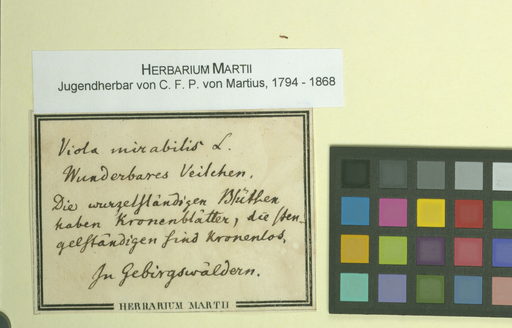 HERBARIUM MARTII
Jugendherbar von C. F. P. von Martius, 1794 - 1868
Viola mirabilis L.
Wunderbares Veilchen.
Die wurzelständigen Blüthen
haben Kronenblätter, die sten-
gelständigen sind kronenlos.
In Gebirgswäldern.
HERBARIUM MARTII